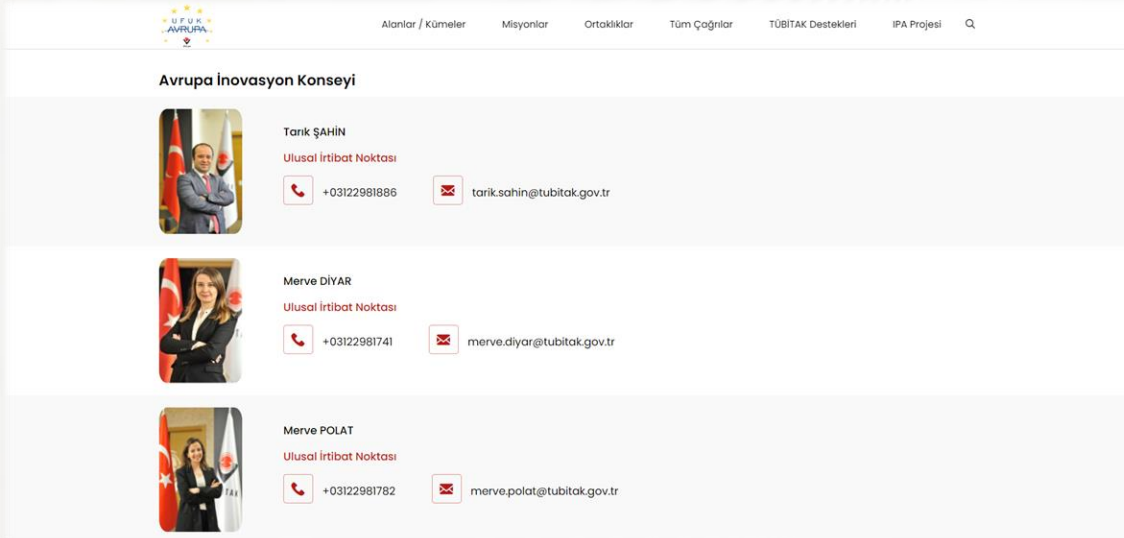 UFUK
AVRUPA
Alanlar / Kümeler Misyonlar Ortaklıklar Tüm Çağrılar TÜBİTAK Destekleri IPA Projesi
Avrupa İnovasyon Konseyi
Tarık ŞAHİN
Ulusal İrtibat Noktası
+03122981886 tarik.sahin@tubitak.gov.tr
Merve DİYAR
Ulusal İrtibat Noktası
+03122981741 merve.diyar@tubitak.gov.tr
Merve POLAT
Ulusal İrtibat Noktası
+03122981782 merve.polat@tubitak.gov.tr